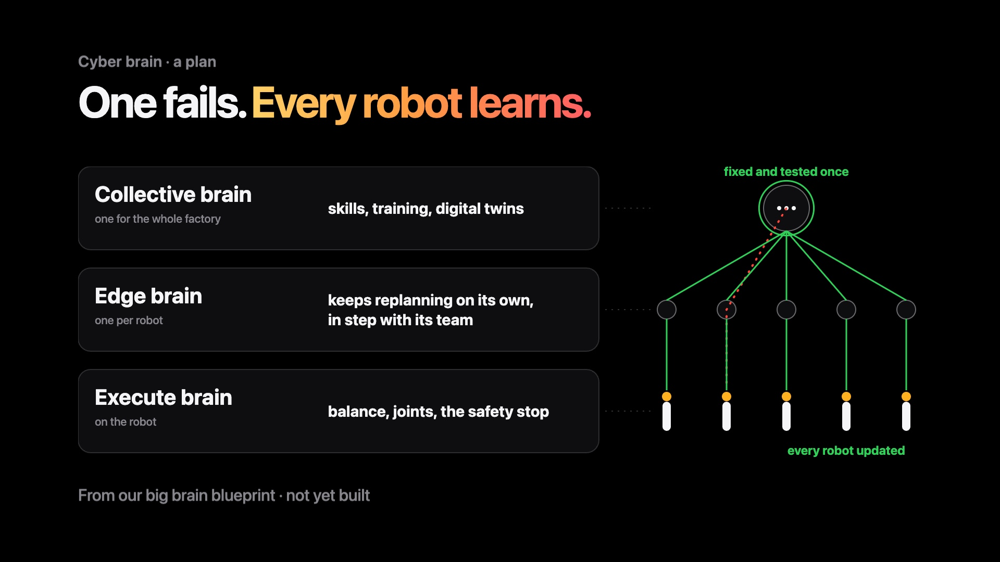 Cyber brain · a plan
One fails. Every robot learns.
Collective brain
one for the whole factory
skills, training, digital twins
Edge brain
one per robot
keeps replanning on its own,
in step with its team
Execute brain
on the robot
balance, joints, the safety stop
fixed and tested once
every robot updated
From our big brain blueprint · not yet built